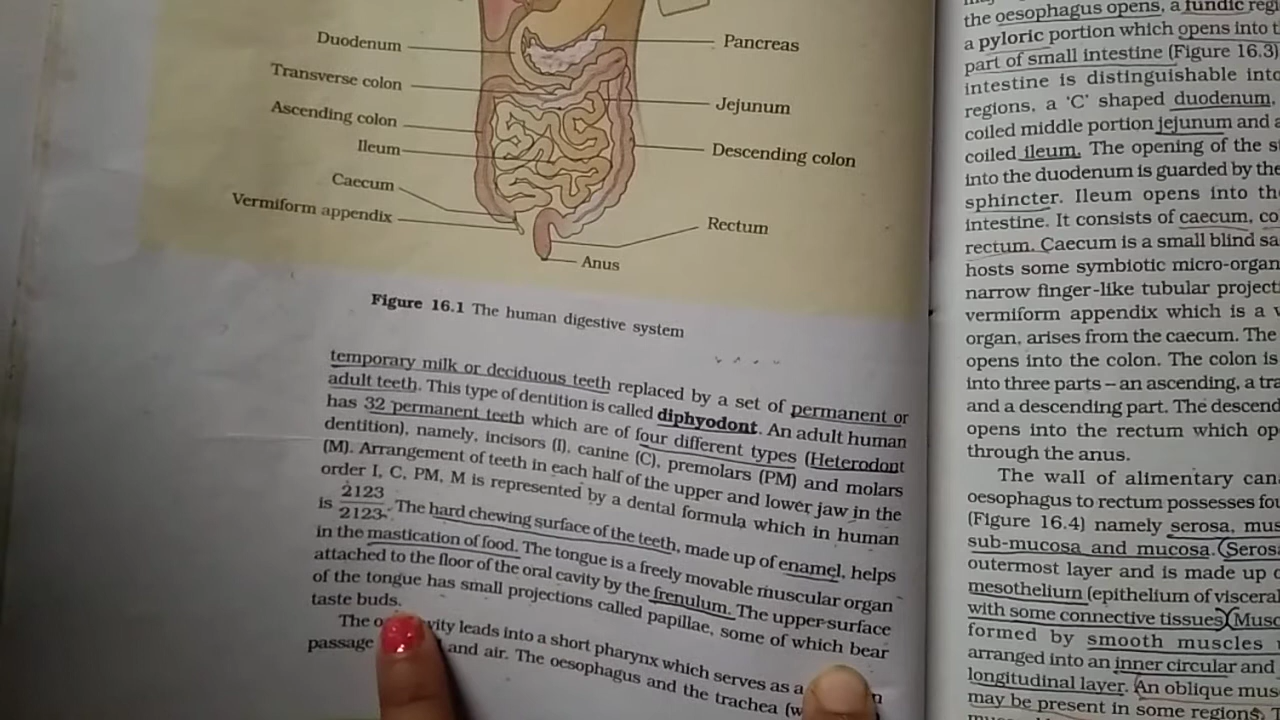 Duodenum
Transverse colon
Ascending colon
Ileum
Caecum
Vermiform appendix
Pancreas
Jejunum
Descending colon
Rectum
Anus
Figure 16.1 The human digestive system
temporary milk or deciduous teeth replaced by a set of permanent or
adult teeth. This type of dentition is called diphyodont. An adult human
has 32 permanent teeth which are of four different types (Heterodont
dentition), namely, incisors (I), canine (C), premolars (PM) and molars
(M). Arrangement of teeth in each half of the upper and lower jaw in the
order I, C, PM, M is represented by a dental formula which in human
is 2123/2123. The hard chewing surface of the teeth, made up of enamel, helps
in the mastication of food. The tongue is a freely movable muscular organ
attached to the floor of the oral cavity by the frenulum. The upper surface
of the tongue has small projections called papillae, some of which bear
taste buds.
The vity leads into a short pharynx which serves as a
passage and air. The oesophagus and the trachea
the oesophagus opens, a fundic
a pyloric portion which opens into
part of small intestine (Figure 16.3)
intestine is distinguishable
regions, a 'C' shaped duodenum,
coiled middle portion jejunum and a
coiled ileum. The opening of the
into the duodenum is guarded by the
sphincter. Ileum opens into
intestine. It consists of caecum,
rectum. Caecum is a small blind
hosts some symbiotic
narrow finger-like tubular
vermiform appendix which is a
organ, arises from the caecum. The
opens into the colon. The colon is
into three parts – an ascending, a
and a descending part. The
opens into the rectum which
through the anus.
The wall of alimentary
oesophagus to rectum possesses
(Figure 16.4) namely serosa,
sub-mucosa and mucosa.
outermost layer and is made up
mesothelium (epithelium of
with some connective tissues)
formed by smooth muscles
arranged into an inner circular and
longitudinal layer. An oblique
may be present in some regions.